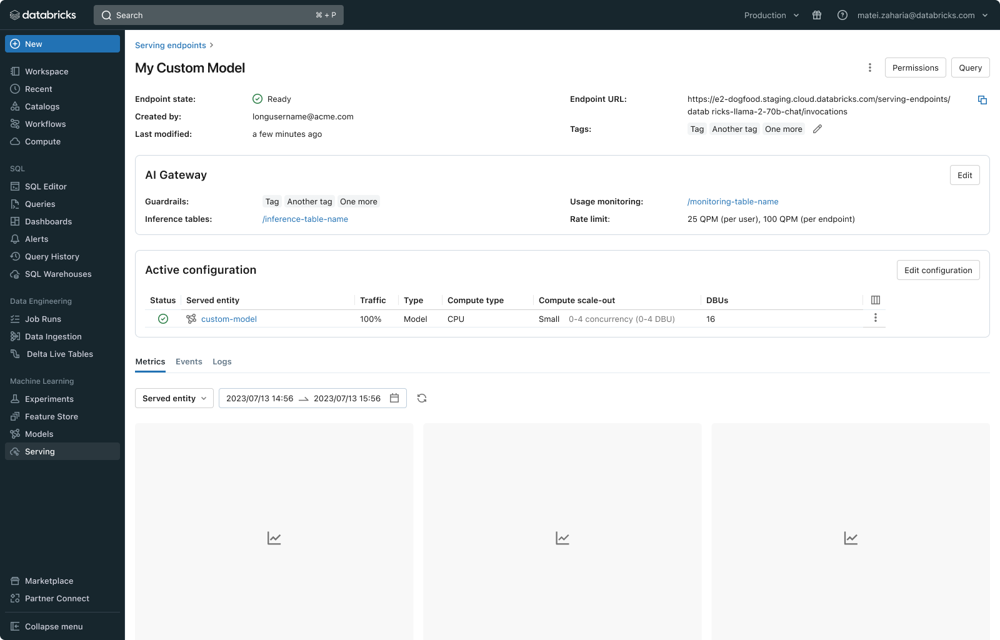 databricks
Search
⌘ + P
Production
matei.zaharia@databricks.com
New
Workspace
Recent
Catalogs
Workflows
Compute
SQL
SQL Editor
Queries
Dashboards
Alerts
Query History
SQL Warehouses
Data Engineering
Job Runs
Data Ingestion
Delta Live Tables
Machine Learning
Experiments
Feature Store
Models
Serving
Marketplace
Partner Connect
Collapse menu
Serving endpoints
My Custom Model
Permissions
Query
Endpoint state: Ready
Created by: longusername@acme.com
Last modified: a few minutes ago
Endpoint URL: https://e2-dogfood.staging.cloud.databricks.com/serving-endpoints/
datab ricks-llama-2-70b-chat/invocations
Tags: Tag Another tag One more
AI Gateway
Edit
Guardrails: Tag Another tag One more
Inference tables: /inference-table-name
Usage monitoring: /monitoring-table-name
Rate limit: 25 QPM (per user), 100 QPM (per endpoint)
Active configuration
Edit configuration
Status Served entity Traffic Type Compute type Compute scale-out DBUs
custom-model 100% Model CPU Small 0-4 concurrency (0-4 DBU) 16
Metrics Events Logs
Served entity 2023/07/13 14:56 2023/07/13 15:56